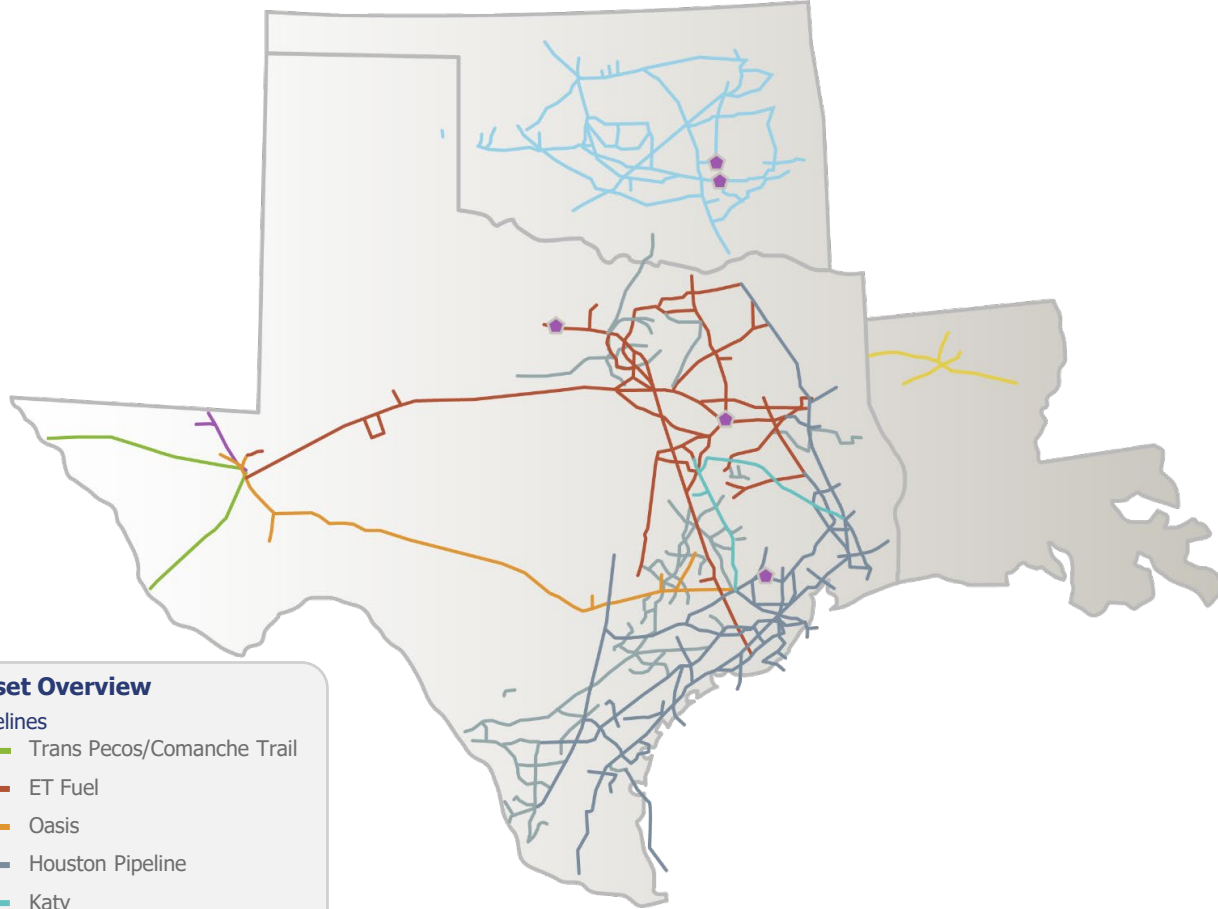 set Overview
elines
Trans Pecos/Comanche Trail
ET Fuel
Oasis
Houston Pipeline
Katy